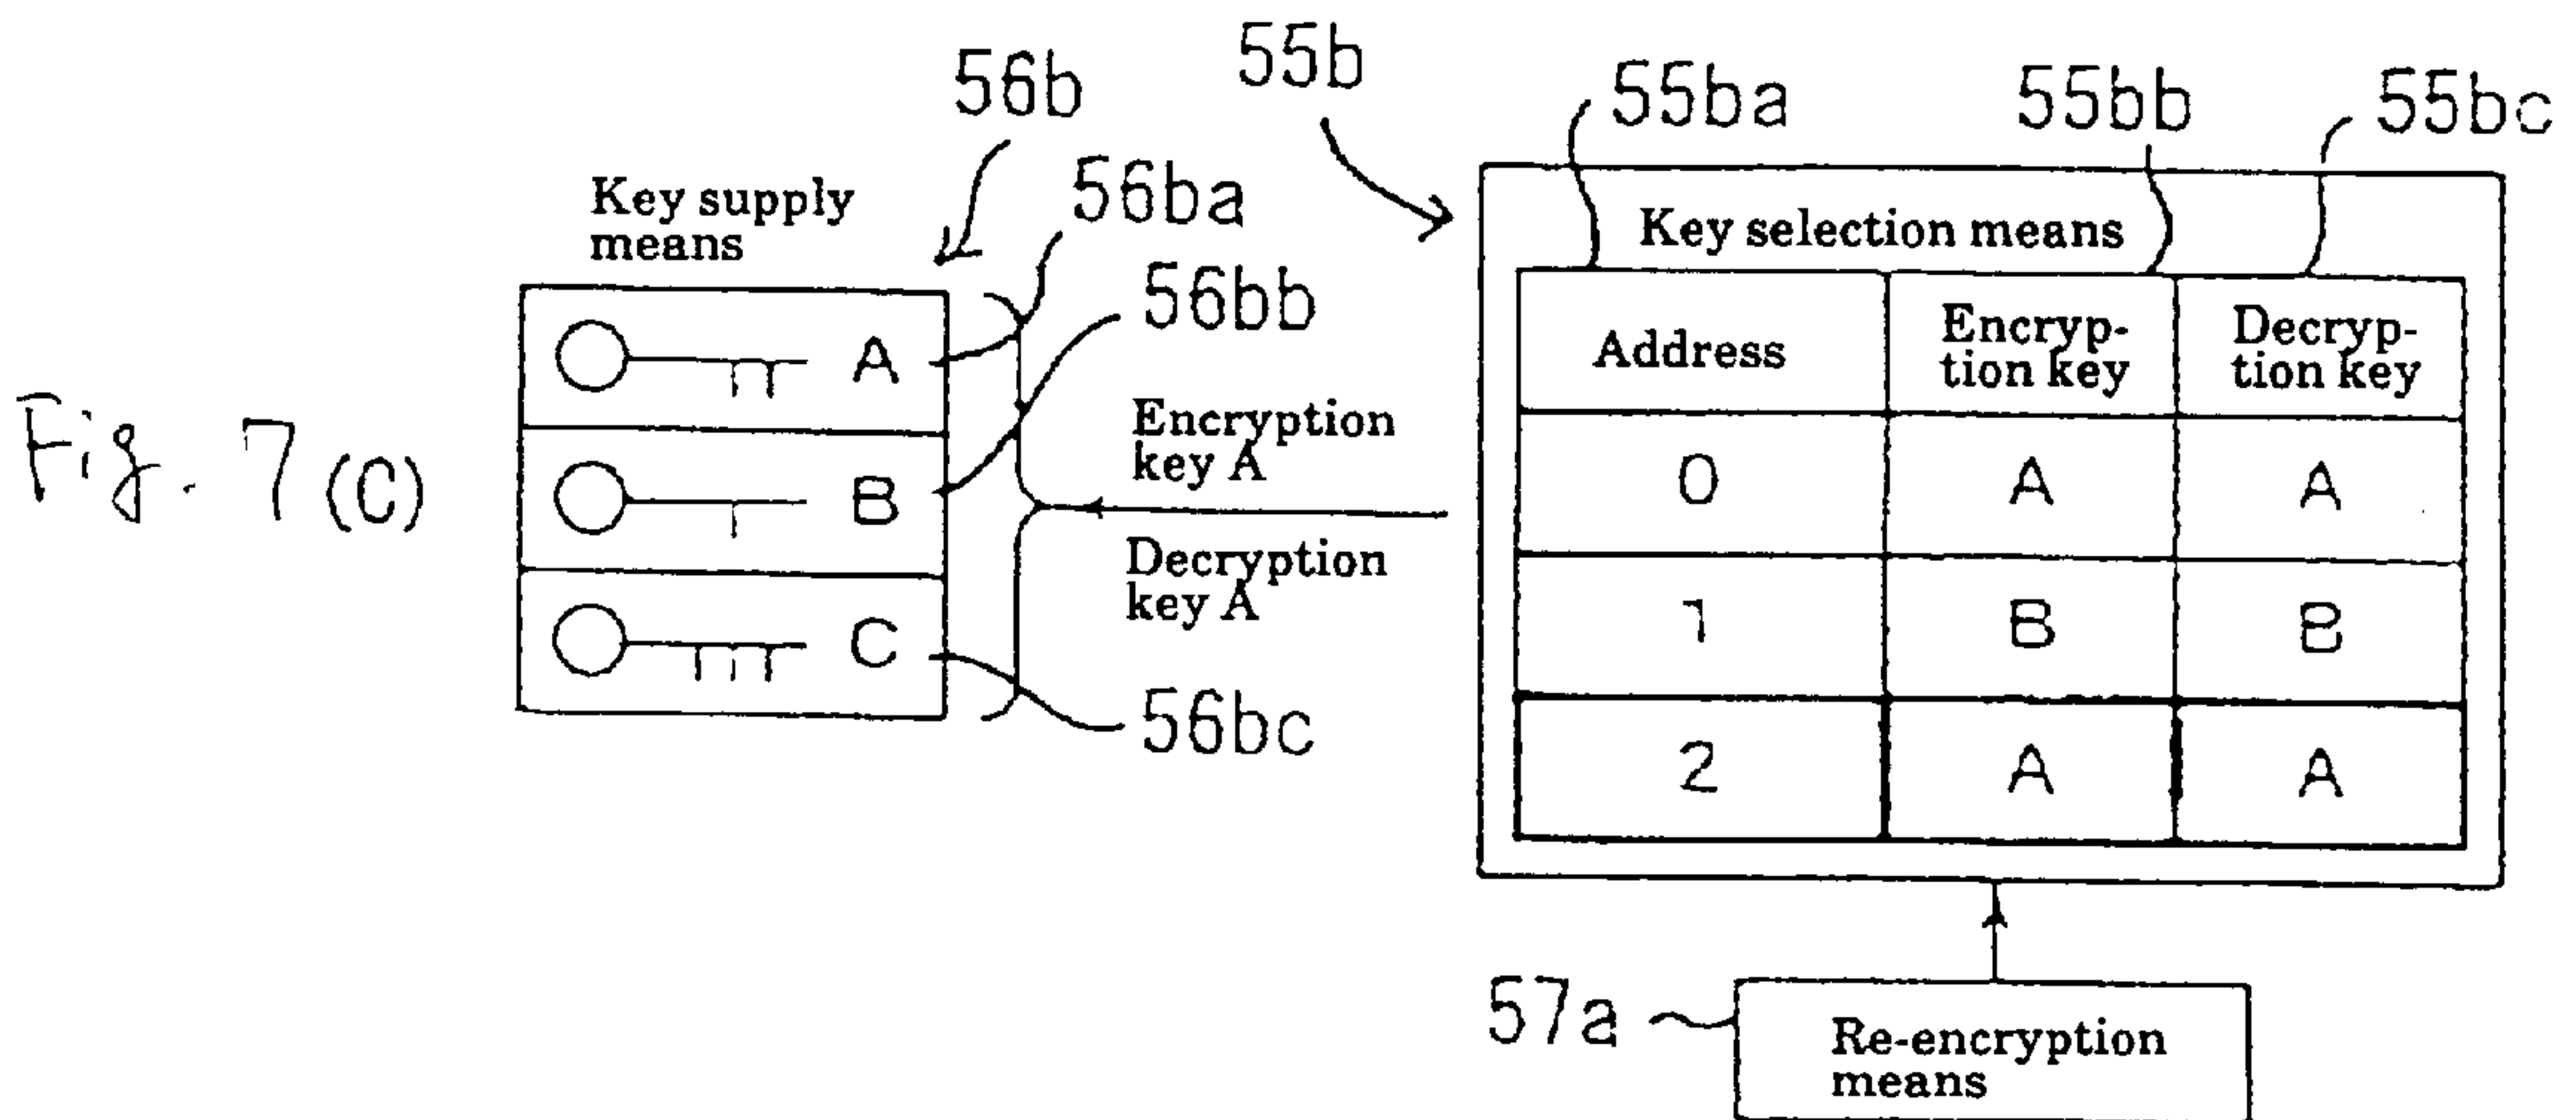 Fig. 7 (C)
56b
Key supply
means
56ba
56bb
A
B
C
56bc
Encryption
key A
Decryption
key A
55b
55ba
55bb
55bc
Key selection means
Address
Encryp-
tion key
Decryp-
tion key
0 A A
1 B B
2 A A
57a
Re-encryption
means